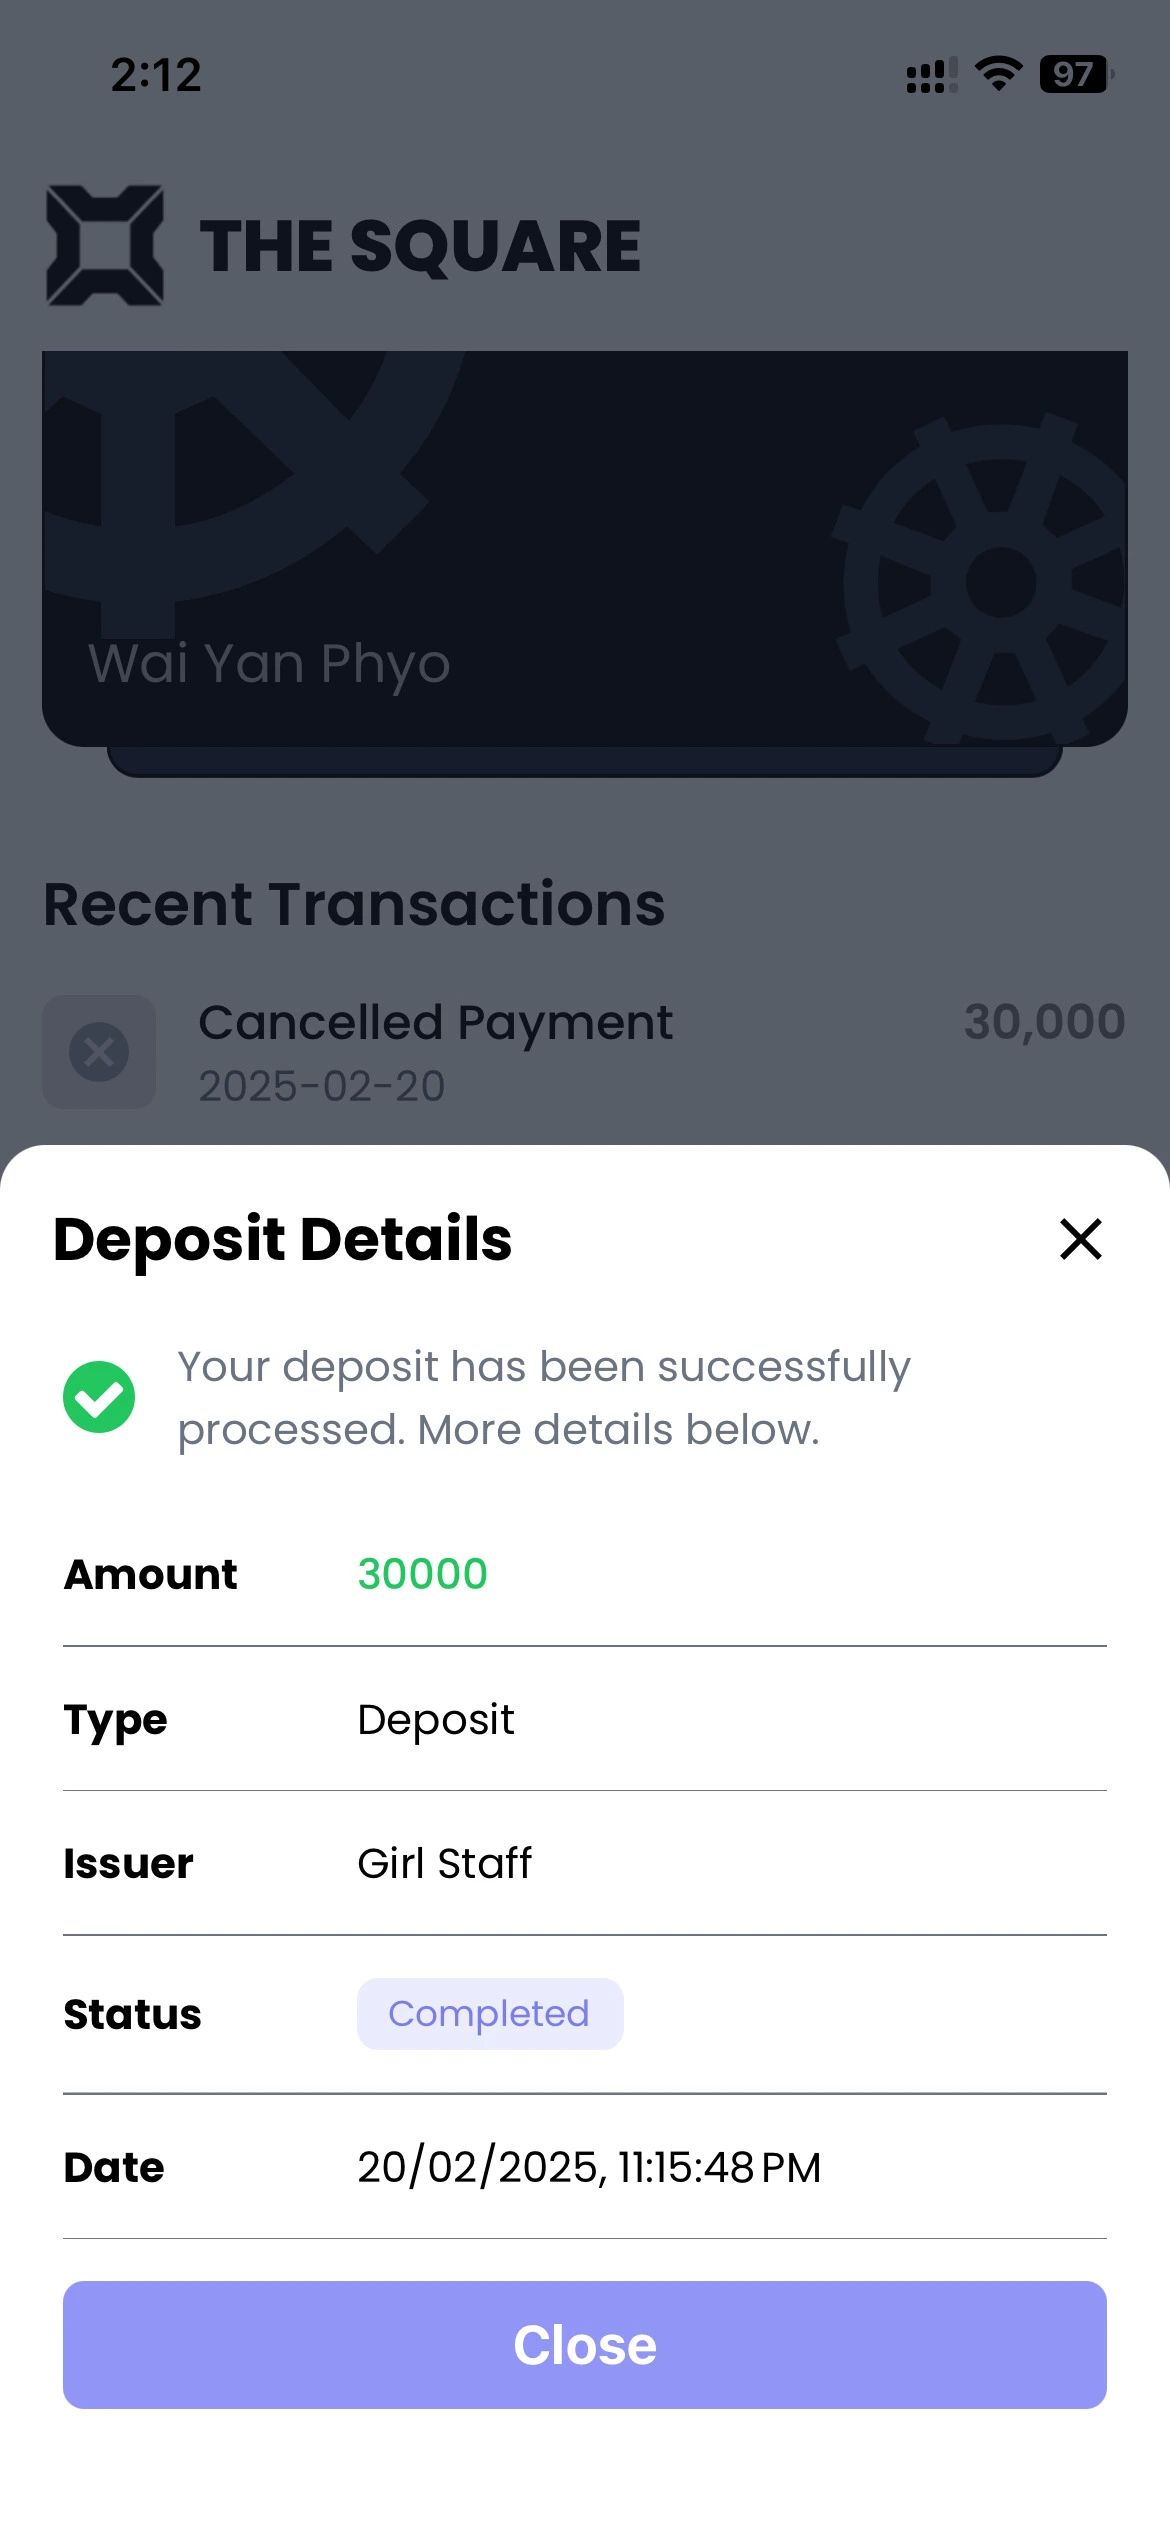 2:12
97
THE SQUARE
Wai Yan Phyo
Recent Transactions
Cancelled Payment
30,000
2025-02-20
Deposit Details
Your deposit has been successfully
processed. More details below.
Amount 30000
Type Deposit
Issuer Girl Staff
Status Completed
Date 20/02/2025, 11:15:48 PM
Close